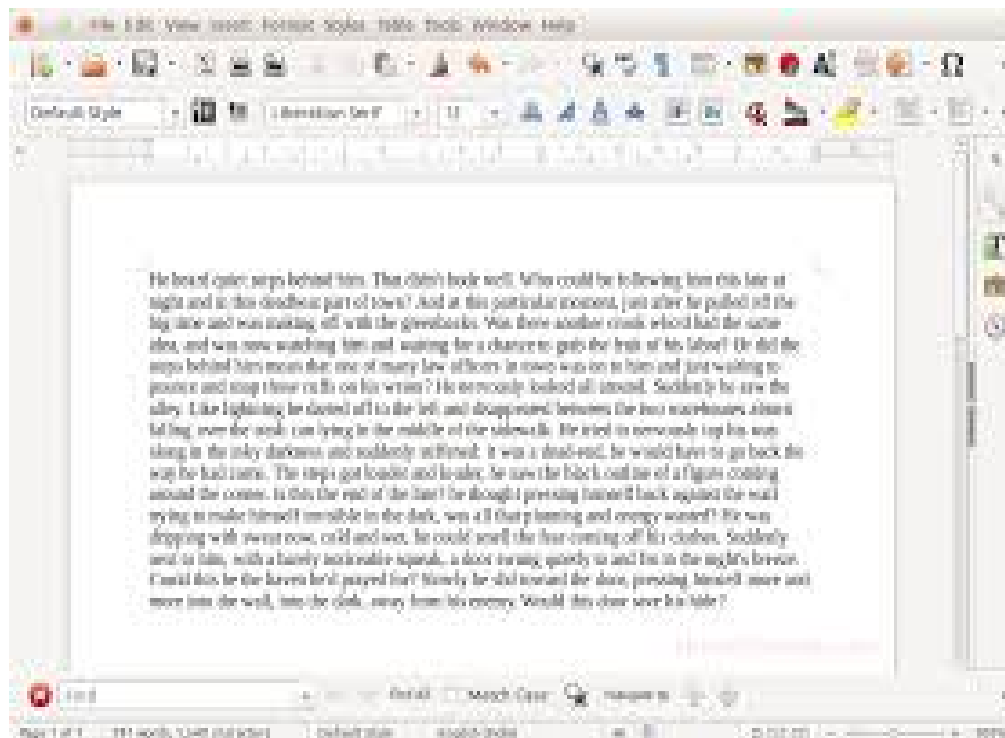 File Edit View Insert Format Styles Table Tools Window Help
Default Style Liberation Serif 12
He heard quiet steps behind him. That didn't bode well. Who could be following him this late at
night and in this deadbeat part of town? And at this particular moment, just after he pulled off the
big time and was making off with the greenbacks. Was there another crook who'd had the same
idea, and was now watching him and waiting for a chance to grab the fruit of his labor? Or did the
steps behind him mean that one of many law officers in town was on to him and just waiting to
pounce and snap those cuffs on his wrists? He nervously looked all around. Suddenly he saw the
alley. Like lightning he darted off to the left and disappeared between the two warehouses almost
falling over the trash can lying in the middle of the sidewalk. He tried to nervously tap his way
along in the inky darkness and suddenly stiffened: it was a dead-end, he would have to go back the
way he had come. The steps got louder and louder, he saw the black outline of a figure coming
around the corner. Is this the end of the line? he thought pressing himself back against the wall
trying to make himself invisible in the dark, was all that planning and energy wasted? He was
dripping with sweat now, cold and wet, he could smell the fear coming off his clothes. Suddenly
next to him, with a barely noticeable squeak, a door swung quietly to and fro in the night's breeze.
Could this be the haven he'd prayed for? Slowly he slid toward the door, pressing himself more and
more into the wall, into the dark, away from his enemy. Would this door save his hide?
Find Find All Match Case
Page 1 of 1 Default Style English (India)